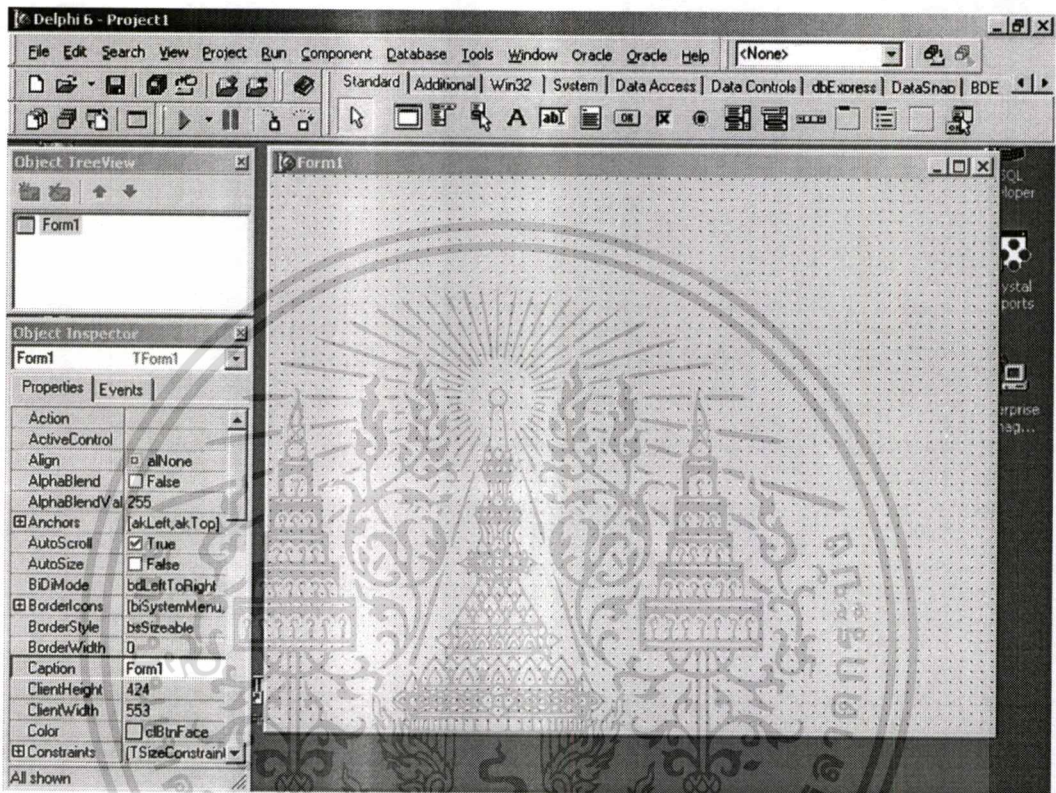 Delphi 6 - Project1
File Edit Search View Project Run Component Database Tools Window Oracle Oracle Help <None>
Standard Additional Win32 System Data Access Data Controls dbExpress DataSnap BDE
A abI OK
Object TreeView
Form1
Form1
SQL
ystal
ports
Object Inspector
Form1 TForm1
Properties Events
Action
ActiveControl
Align alNone
AlphaBlend False
AlphaBlendVal 255
Anchors [akLeft,akTop]
AutoScroll True
AutoSize False
BiDiMode bdLeftToRight
BorderIcons [biSystemMenu,
BorderStyle bsSizeable
BorderWidth 0
Caption Form1
ClientHeight 424
ClientWidth 553
Color clBtnFace
Constraints [TSizeConstraint
All shown